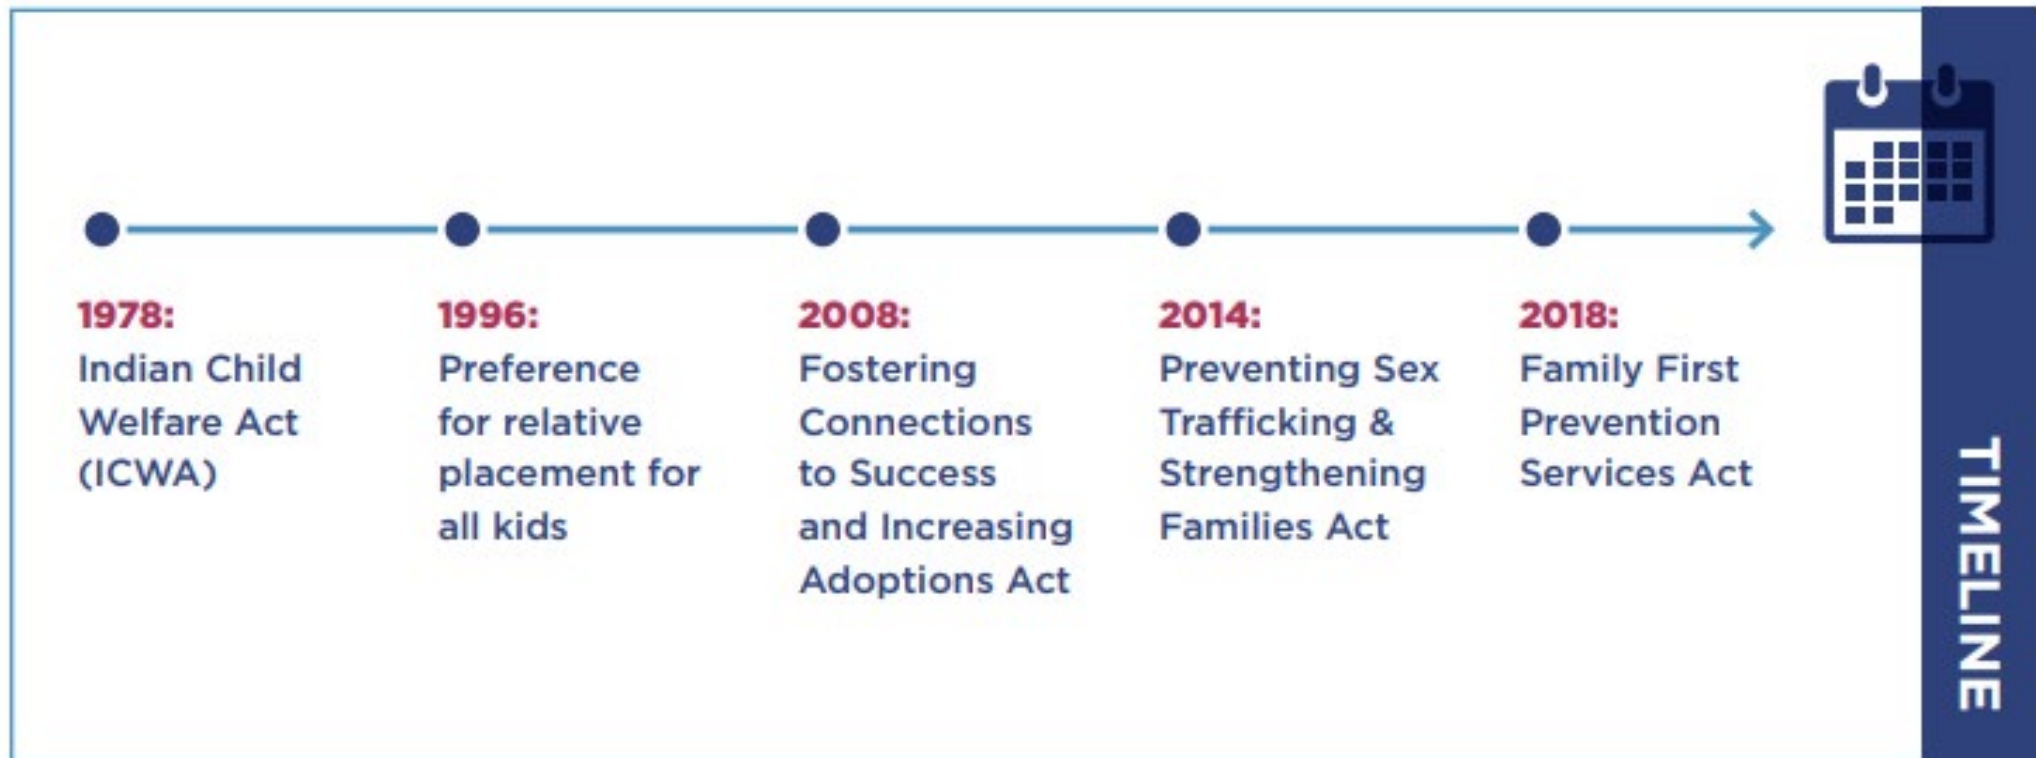 1978:
Indian Child
Welfare Act
(ICWA)
1996:
Preference
for relative
placement for
all kids
2008:
Fostering
Connections
to Success
and Increasing
Adoptions Act
2014:
Preventing Sex
Trafficking &
Strengthening
Families Act
2018:
Family First
Prevention
Services Act
TIMELINE